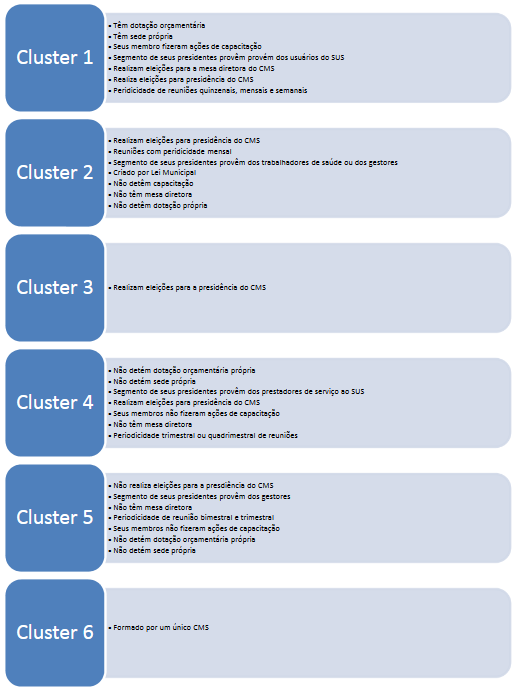 Cluster 1
• Têm dotação orçamentária
• Têm sede própria
• Seus membro fizeram ações de capacitação
• Segmento de seus presidentes provêm provém dos usuários do SUS
• Realizam eleições para a mesa diretora do CMS
• Realiza eleições para presidência do CMS
• Peridicidade de reuniões quinzenais, mensais e semanais
Cluster 2
• Realizam eleições para presidência do CMS
• Reuniões com peridicidade mensal
• Segmento de seus presidentes provêm dos trabalhadores de saúde ou dos gestores
• Criado por Lei Municipal
• Não detêm capacitação
• Não têm mesa diretora
• Não detêm dotação própria
Cluster 3
• Realizam eleições para a presidência do CMS
Cluster 4
• Não detém dotação orçamentária própria
• Não detém sede própria
• Segmento de seus presidentes provêm dos prestadores de serviço ao SUS
• Realizam eleições para presidência do CMS
• Seus membros não fizeram ações de capacitação
• Não têm mesa diretora
• Periodicidade trimestral ou quadrimestral de reuniões
Cluster 5
• Não realiza eleições para a presdiência do CMS
• Segmento de seus presidentes provêm dos gestores
• Não têm mesa diretora
• Periodicidade de reunião bimestral e trimestral
• Seus membros não fizeram ações de capacitação
• Não detém dotação orçamentária própria
• Não detém sede própria
Cluster 6
• Formado por um único CMS